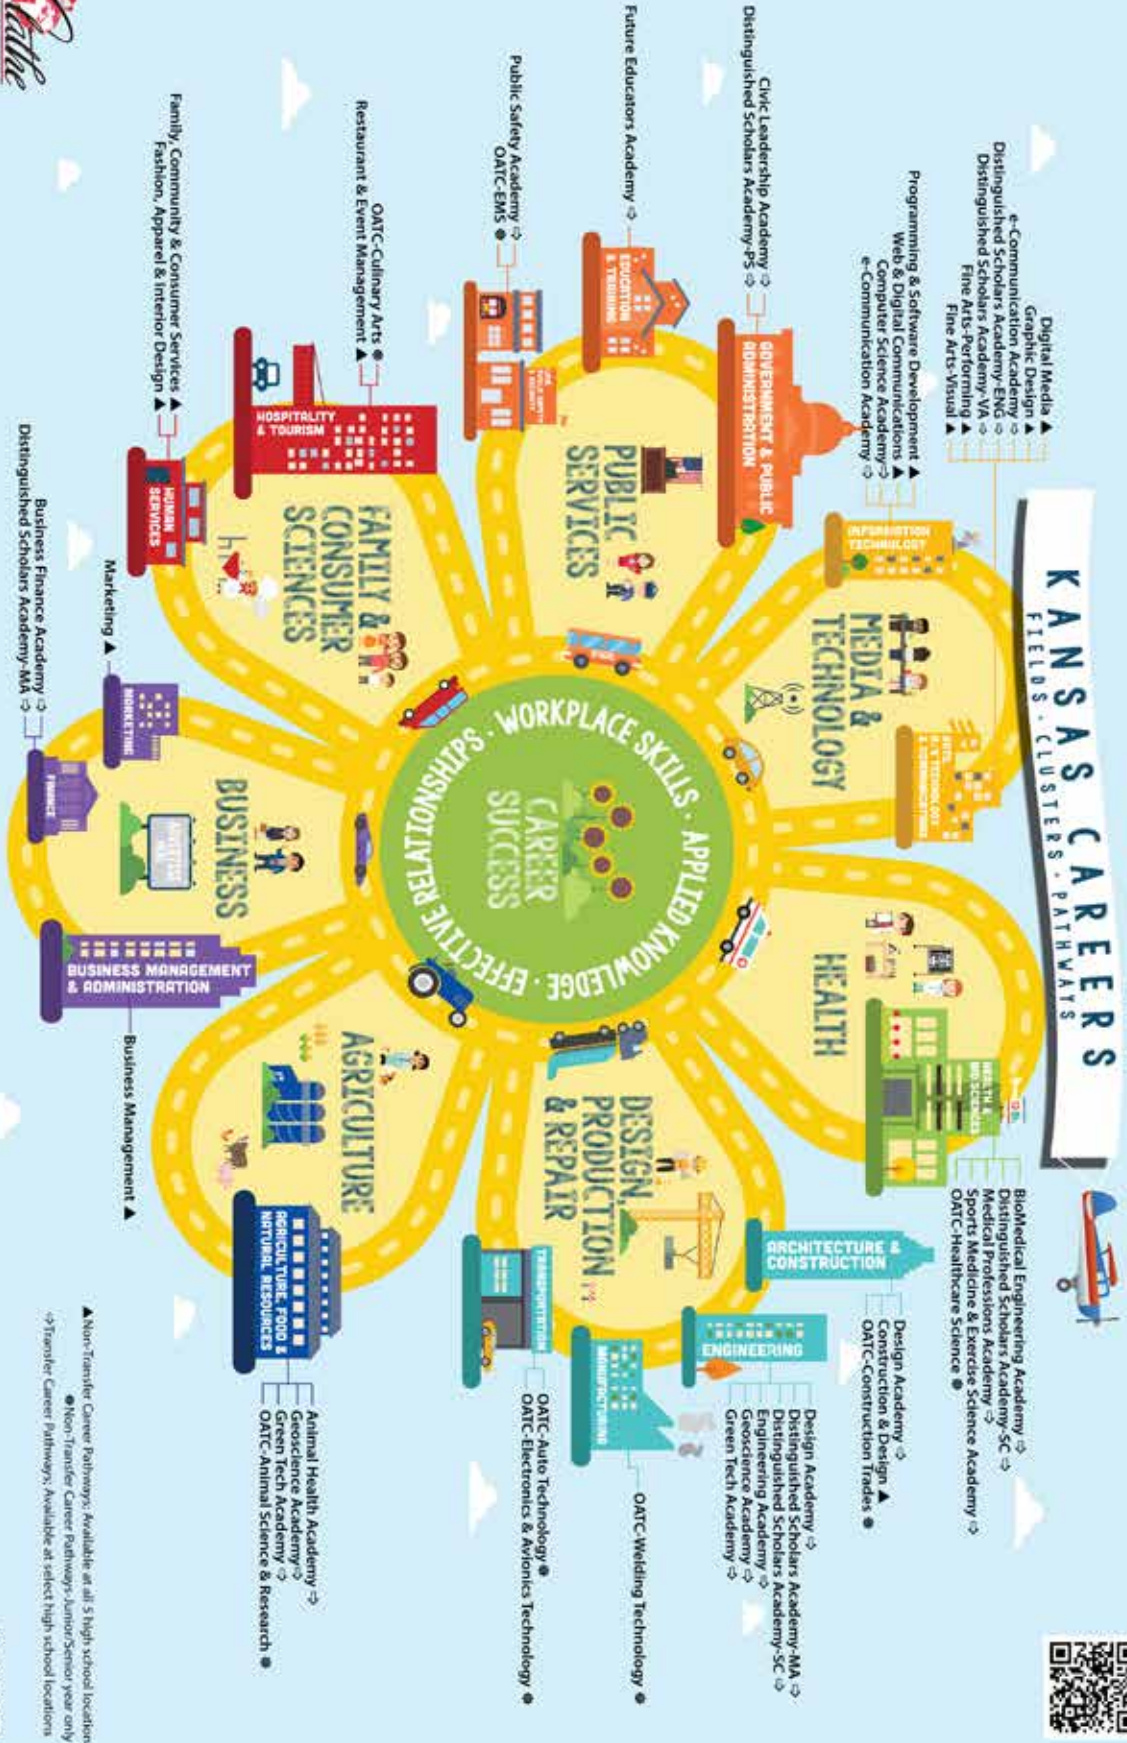 KANSAS CAREERS
FIELDS · CLUSTERS · PATHWAYS
Digital Media ▲
Graphic Design ▲
e-Communication Academy ➪
Distinguished Scholars Academy-ENG ➪
Distinguished Scholars Academy-VA ➪
Fine Arts-Performing ▲
Fine Arts-Visual ▲
Programming & Software Development ▲
Web & Digital Communications ▲
Computer Science Academy ➪
e-Communication Academy ➪
INFORMATION
TECHNOLOGY
MEDIA &
TECHNOLOGY
Civic Leadership Academy ➪
Distinguished Scholars Academy-PS ➪
GOVERNMENT & PUBLIC
ADMINISTRATION
Future Educators Academy ➪
EDUCATION
& TRAINING
Public Safety Academy ➪
OATC-EMS ●
PUBLIC
SERVICES
OATC-Culinary Arts ●
Restaurant & Event Management ▲
HOSPITALITY
& TOURISM
Family, Community & Consumer Services ▲
Fashion, Apparel & Interior Design ▲
HUMAN
SERVICES
FAMILY &
CONSUMER
SCIENCES
Marketing ▲
MARKETING
Business Finance Academy ➪
Distinguished Scholars Academy-MA ➪
FINANCE
BUSINESS
BUSINESS MANAGEMENT
& ADMINISTRATION
Business Management ▲
WORKPLACE SKILLS · APPLIED KNOWLEDGE · EFFECTIVE RELATIONSHIPS ·
CAREER
SUCCESS
HEALTH
HEALTH &
BIOSCIENCES
BioMedical Engineering Academy ➪
Distinguished Scholars Academy-SC ➪
Medical Professions Academy ➪
Sports Medicine & Exercise Science Academy ➪
OATC-Healthcare Science ●
DESIGN,
PRODUCTION
& REPAIR
ARCHITECTURE &
CONSTRUCTION
Design Academy ➪
Construction & Design ▲
OATC-Construction Trades ●
ENGINEERING
Design Academy ➪
Distinguished Scholars Academy-MA ➪
Distinguished Scholars Academy-SC ➪
Engineering Academy ➪
Geoscience Academy ➪
Green Tech Academy ➪
MANUFACTURING
OATC-Welding Technology ●
TRANSPORTATION
OATC-Auto Technology ●
OATC-Electronics & Avionics Technology ●
AGRICULTURE
AGRICULTURE, FOOD &
NATURAL RESOURCES
Animal Health Academy ➪
Geoscience Academy ➪
Green Tech Academy ➪
OATC-Animal Science & Research ●
▲Non-Transfer Career Pathways; Available at all 5 high school location
●Non-Transfer Career Pathways-Junior/Senior year only
➪Transfer Career Pathways; Available at select high school locations